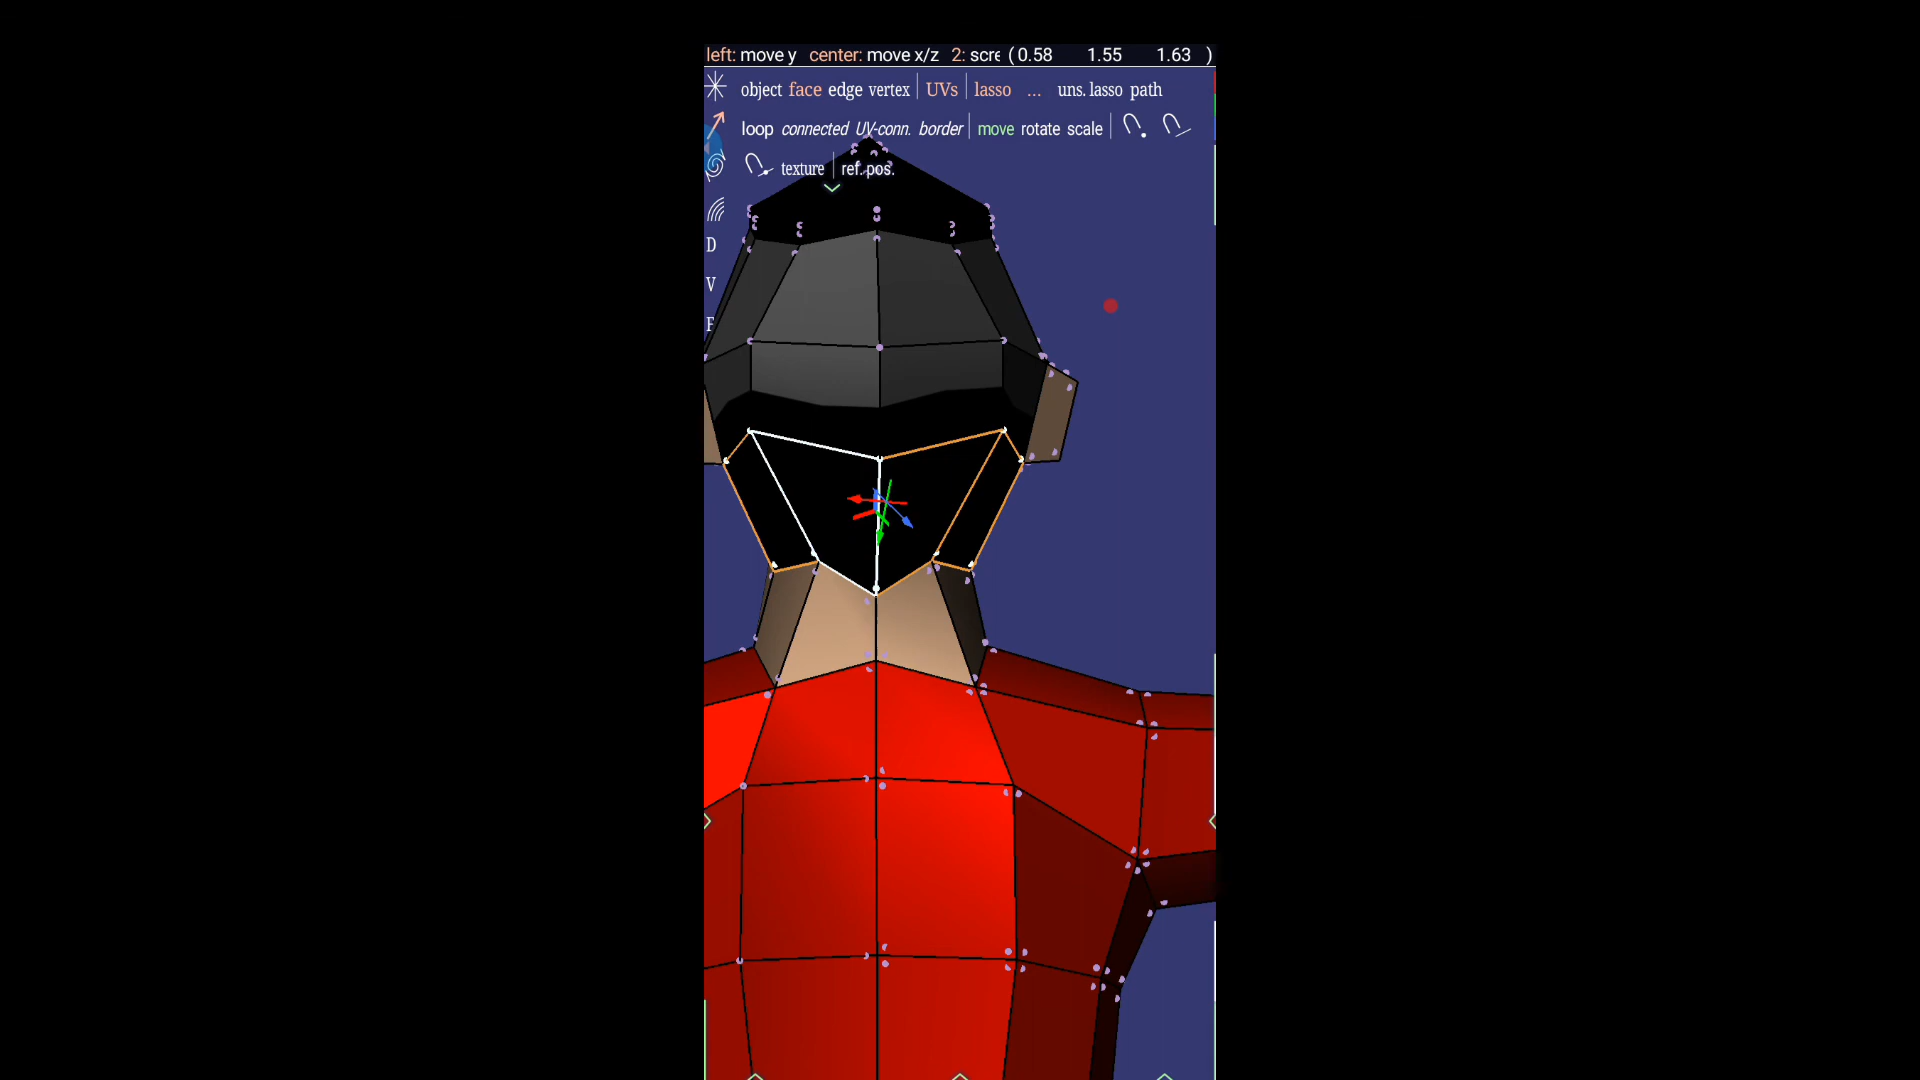 left: move y center: move x/z 2: scre ( 0.58 1.55 1.63 )
object face edge vertex UVs lasso ... uns. lasso path
loop connected UV-conn. border move rotate scale
texture ref. pos.
D
V
F